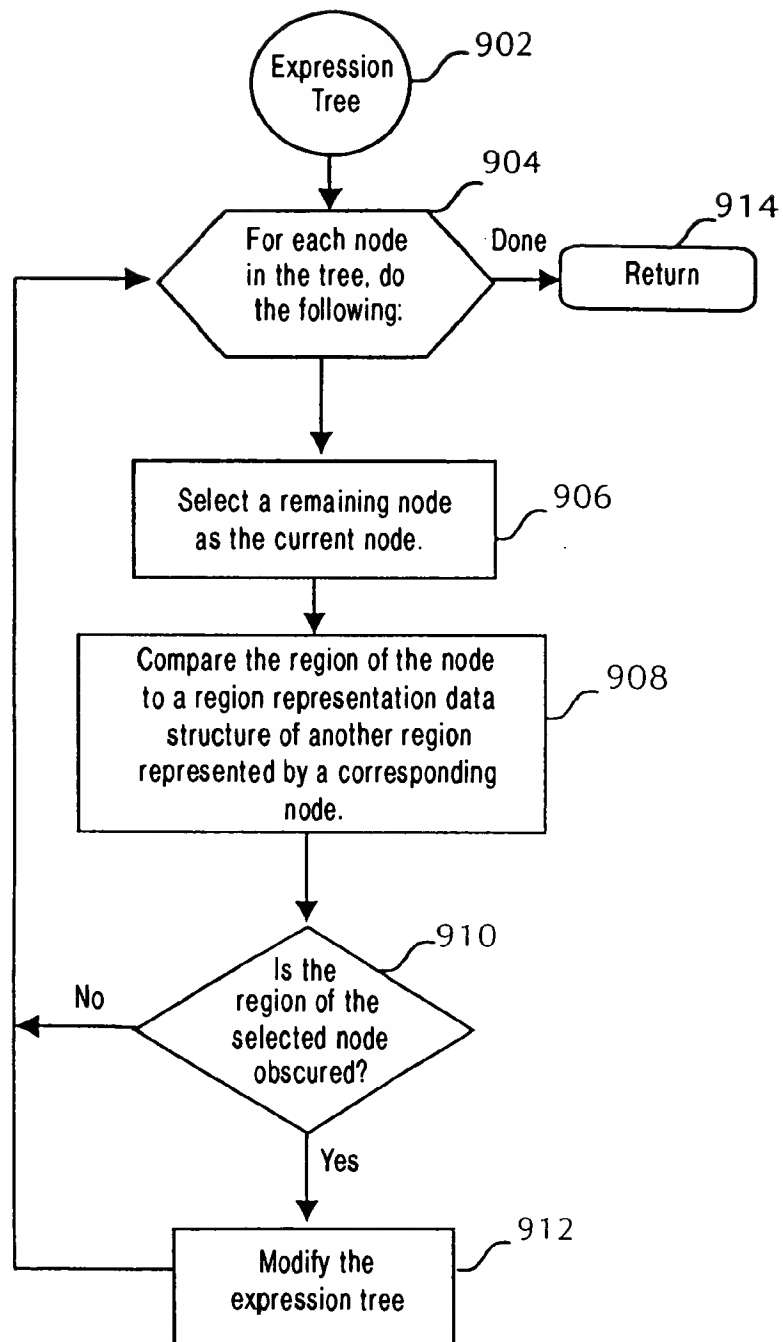 Expression
Tree
902
904
For each node
in the tree, do
the following:
Done
914
Return
Select a remaining node
as the current node.
906
Compare the region of the node
to a region representation data
structure of another region
represented by a corresponding
node.
908
910
Is the
region of the
selected node
obscured?
No
Yes
912
Modify the
expression tree